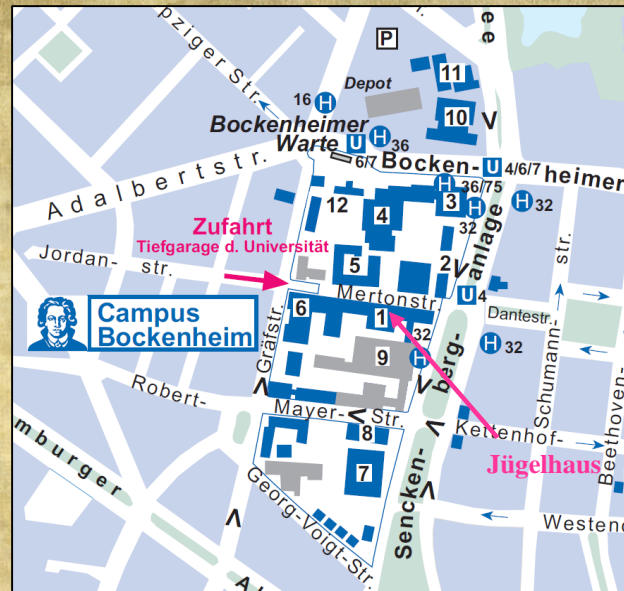 pziger Str.
ee
P
11
Depot
16 H
10
Bockenheimer
Warte U H 36
6/7 Bocken-
U 4/6/7
heimer
Adalbertstr.
H 36/75
3 H
H 32
32
12
4
Zufahrt
Tiefgarage d. Universität
anlage
str.
Jordan-
str.
5
2
Mertonstr.
U 4
Dantestr.
Campus
Bockenheim
6
1
32
H
H 32
9
Gräfstr.
berg-
Schumann-
Beethoven-
Robert-
Mayer-
Str.
Kettenhof-
8
Jügelhaus
7
mburger
Georg-Voigt-Str.
Sencken-
Westend